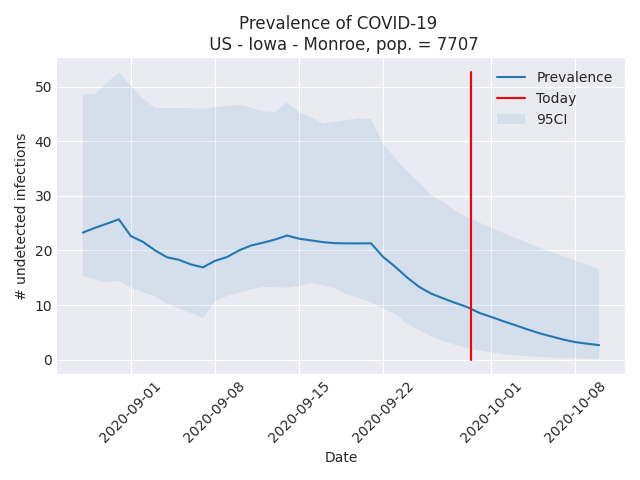 Prevalence of COVID-19
US - Iowa - Monroe, pop. = 7707
Prevalence
Today
95CI
# undetected infections
50
40
30
20
10
0
2020-09-01
2020-09-08
2020-09-15
2020-09-22
2020-10-01
2020-10-08
Date